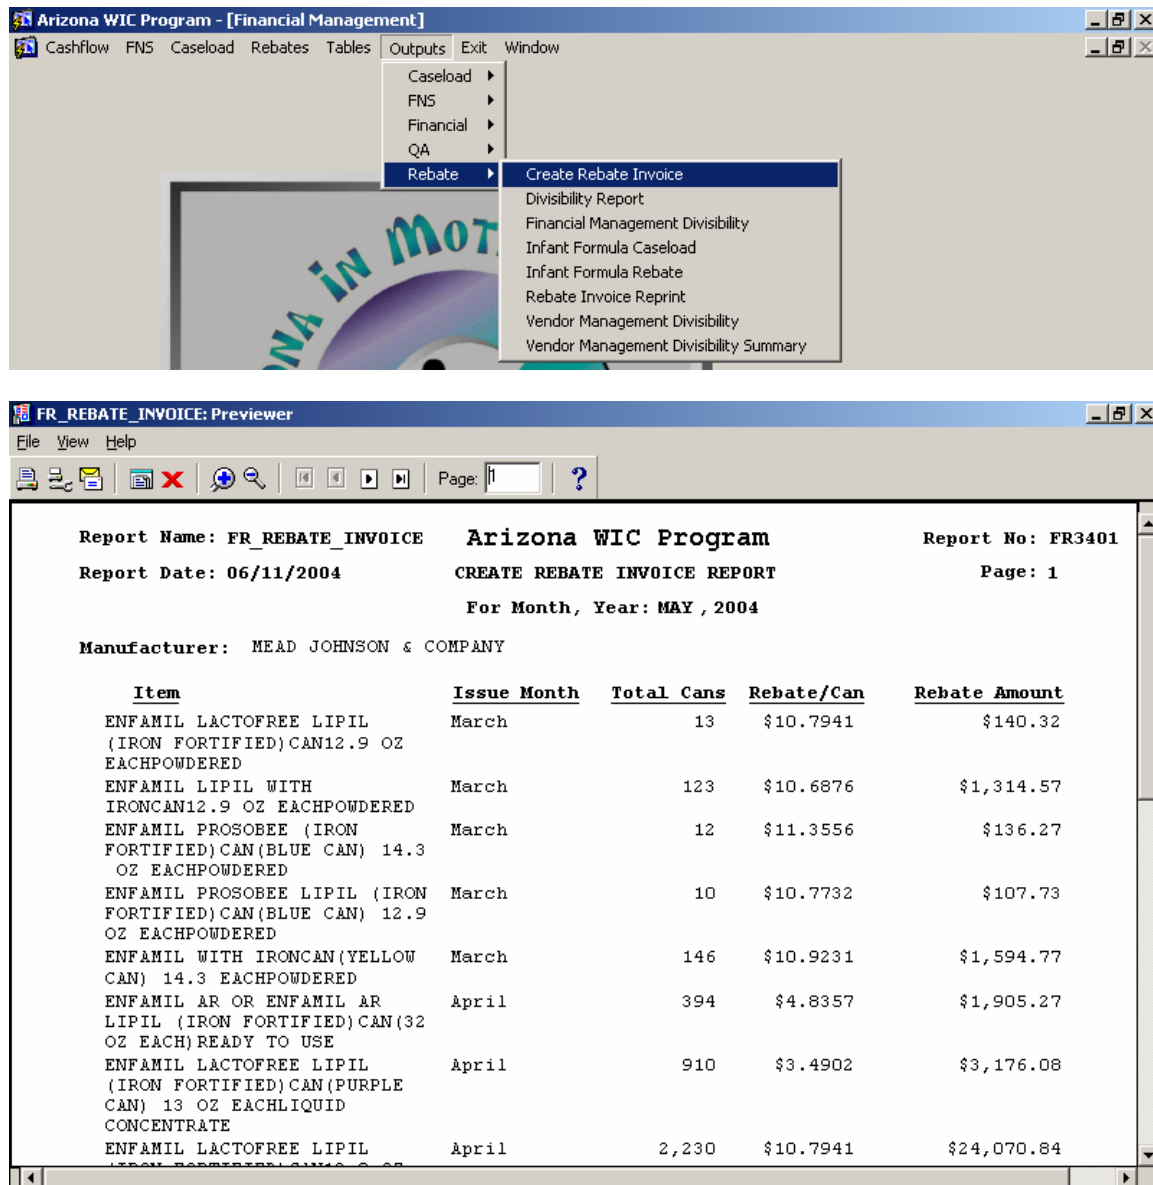 Arizona WIC Program - [Financial Management]
Cashflow FNS Caseload Rebates Tables Outputs Exit Window
Caseload
FNS
Financial
QA
Rebate
Create Rebate Invoice
Divisibility Report
Financial Management Divisibility
Infant Formula Caseload
Infant Formula Rebate
Rebate Invoice Reprint
Vendor Management Divisibility
Vendor Management Divisibility Summary
ONA IN MOT
FR_REBATE_INVOICE: Previewer
File View Help
Page: 1
Report Name: FR_REBATE_INVOICE Arizona WIC Program Report No: FR3401
Report Date: 06/11/2004 CREATE REBATE INVOICE REPORT Page: 1
For Month, Year: MAY , 2004
Manufacturer: MEAD JOHNSON & COMPANY
Item Issue Month Total Cans Rebate/Can Rebate Amount
ENFAMIL LACTOFREE LIPIL March 13 $10.7941 $140.32
(IRON FORTIFIED)CAN12.9 OZ
EACHPOWDERED
ENFAMIL LIPIL WITH March 123 $10.6876 $1,314.57
IRONCAN12.9 OZ EACHPOWDERED
ENFAMIL PROSOBEE (IRON March 12 $11.3556 $136.27
FORTIFIED)CAN(BLUE CAN) 14.3
OZ EACHPOWDERED
ENFAMIL PROSOBEE LIPIL (IRON March 10 $10.7732 $107.73
FORTIFIED)CAN(BLUE CAN) 12.9
OZ EACHPOWDERED
ENFAMIL WITH IRONCAN(YELLOW March 146 $10.9231 $1,594.77
CAN) 14.3 EACHPOWDERED
ENFAMIL AR OR ENFAMIL AR April 394 $4.8357 $1,905.27
LIPIL (IRON FORTIFIED)CAN(32
OZ EACH)READY TO USE
ENFAMIL LACTOFREE LIPIL April 910 $3.4902 $3,176.08
(IRON FORTIFIED)CAN(PURPLE
CAN) 13 OZ EACHLIQUID
CONCENTRATE
ENFAMIL LACTOFREE LIPIL April 2,230 $10.7941 $24,070.84